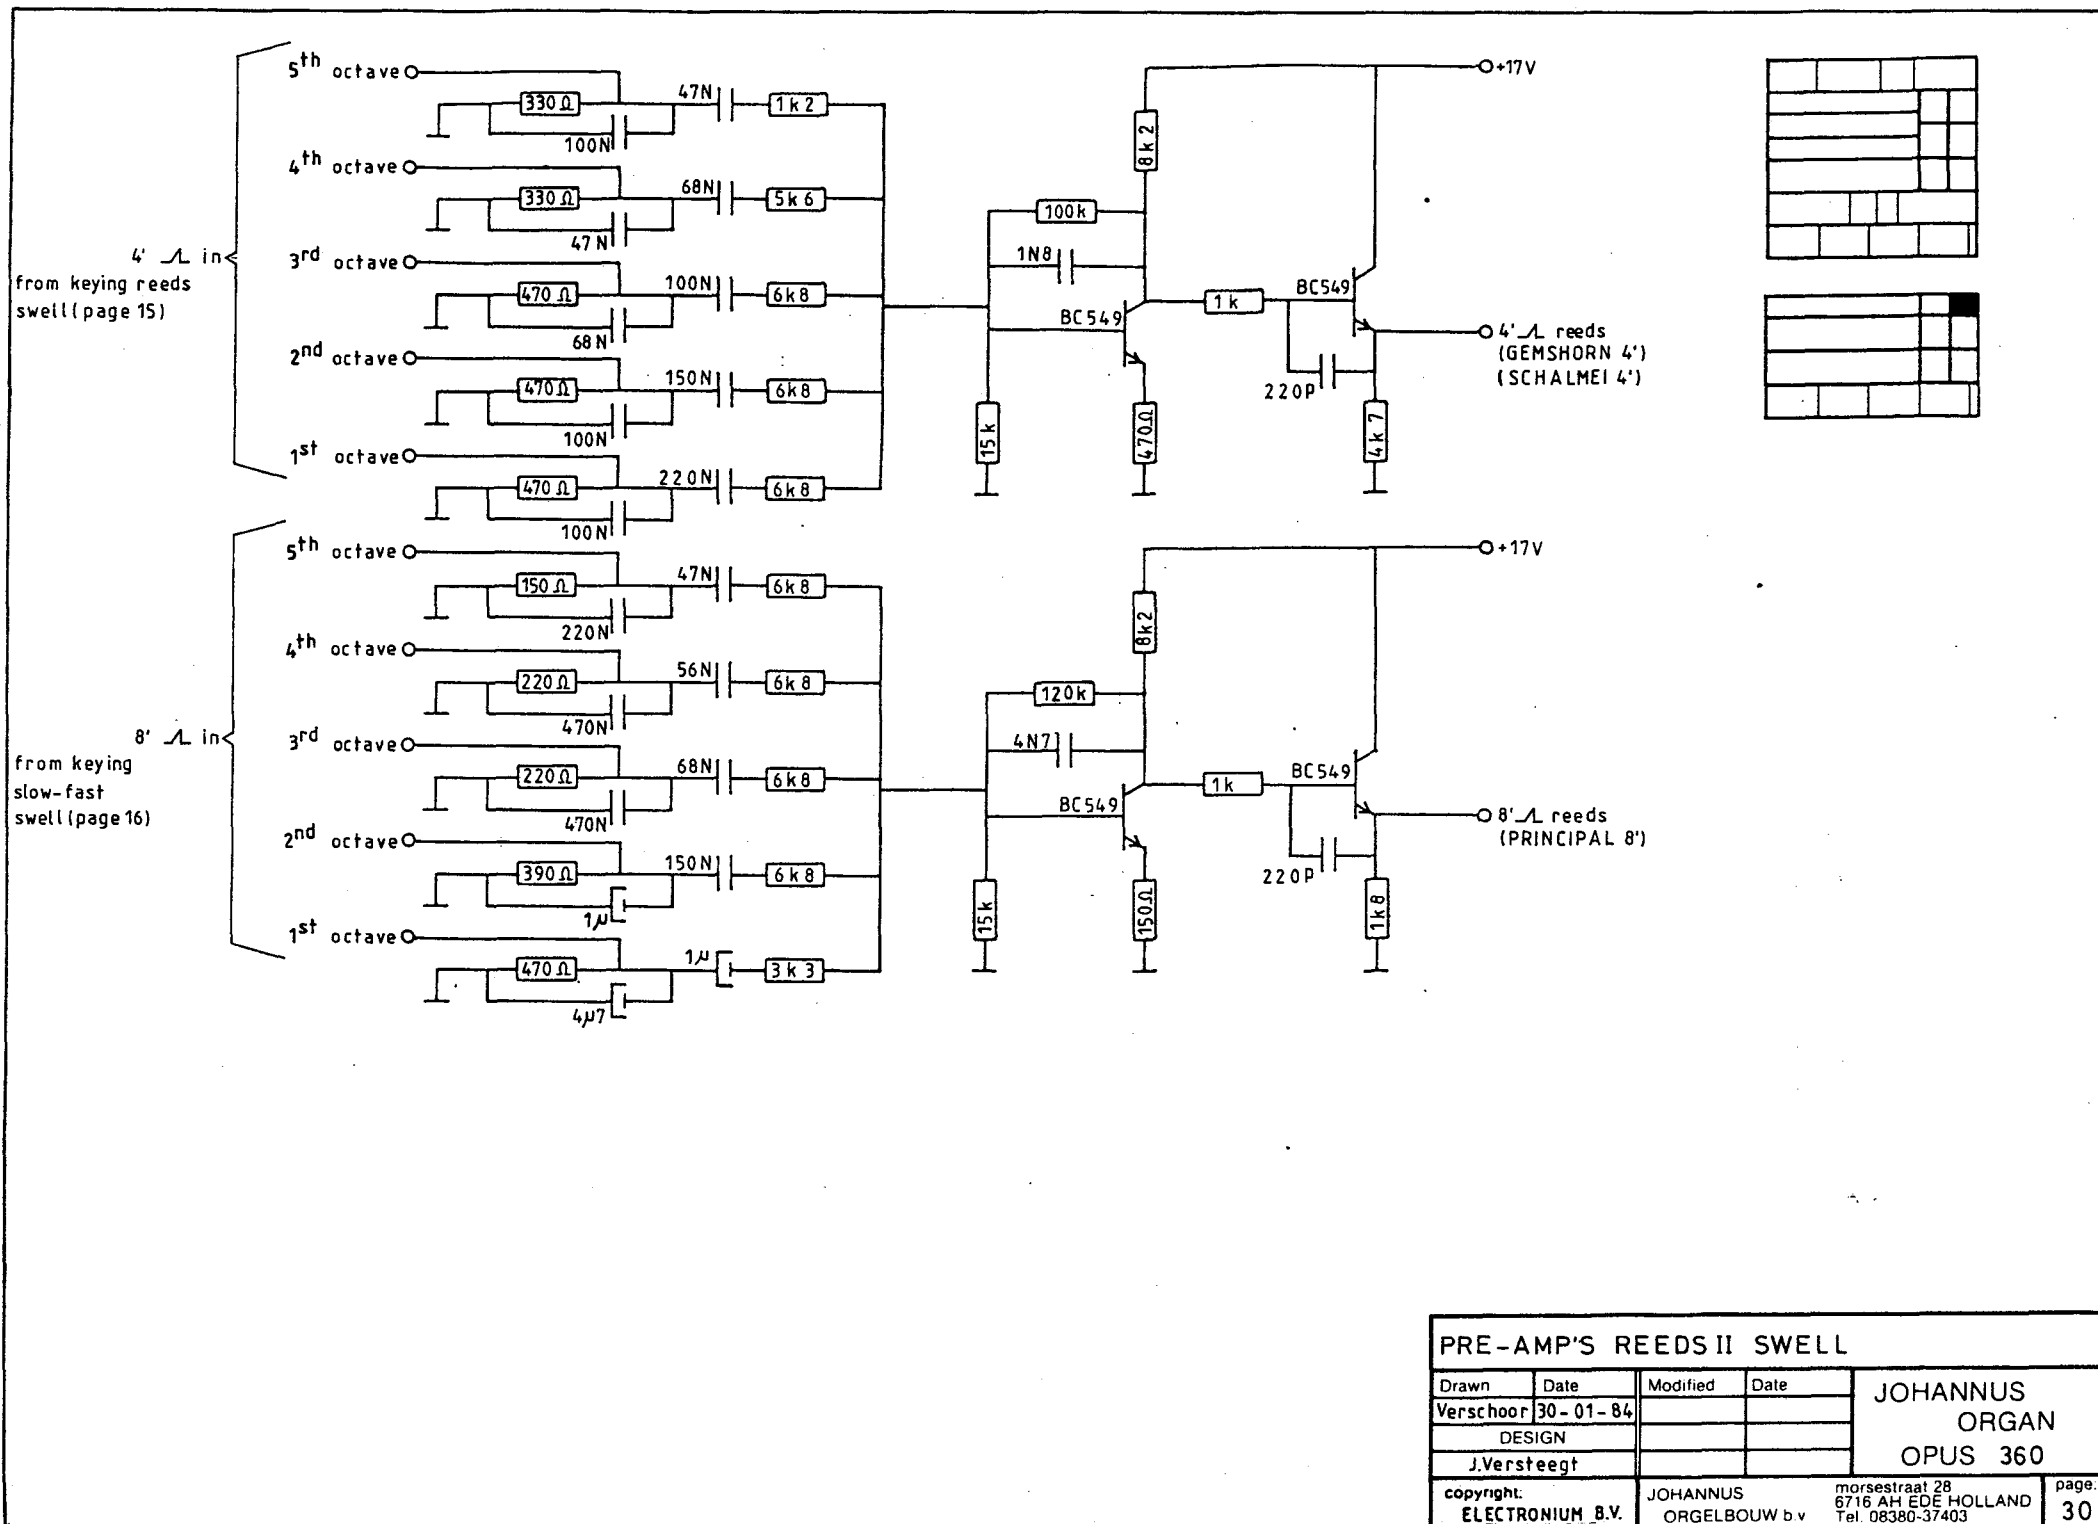 5th octave
330Ω
47N
1k2
100N
4th octave
330Ω
68N
5k6
47N
3rd octave
470Ω
100N
6k8
68N
2nd octave
470Ω
150N
6k8
100N
1st octave
470Ω
220N
6k8
100N
4' in
from keying reeds
swell (page 15)
+17V
8k2
100k
1N8
BC549
1k
BC549
15k
470Ω
220P
4k7
4' reeds
(GEMSHORN 4')
(SCHALMEI 4')
5th octave
150Ω
47N
6k8
220N
4th octave
220Ω
56N
6k8
470N
3rd octave
220Ω
68N
6k8
470N
2nd octave
390Ω
150N
6k8
1µ
1st octave
470Ω
1µ
3k3
4µ7
8' in
from keying
slow-fast
swell (page 16)
+17V
8k2
120k
4N7
BC549
1k
BC549
15k
150Ω
220P
1k8
8' reeds
(PRINCIPAL 8')
PRE-AMP'S REEDS II SWELL
Drawn Date Modified Date
Verschoor 30-01-84
DESIGN
J.Versteegt
JOHANNUS
ORGAN
OPUS 360
copyright:
ELECTRONIUM B.V.
JOHANNUS
ORGELBOUW b.v
morsestraat 28
6716 AH EDE HOLLAND
Tel. 08380-37403
page:
30